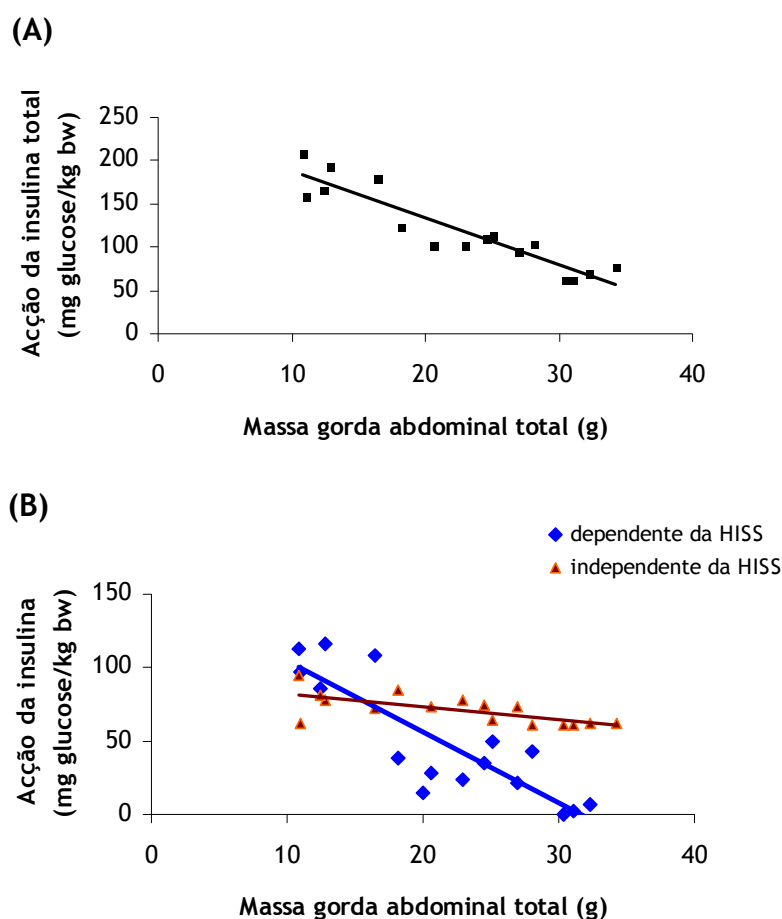 (A)
Acção da insulina total
(mg glucose/kg bw)
250
200
150
100
50
0
0 10 20 30 40
Massa gorda abdominal total (g)
(B)
dependente da HISS
independente da HISS
Acção da insulina
(mg glucose/kg bw)
150
100
50
0
0 10 20 30 40
Massa gorda abdominal total (g)